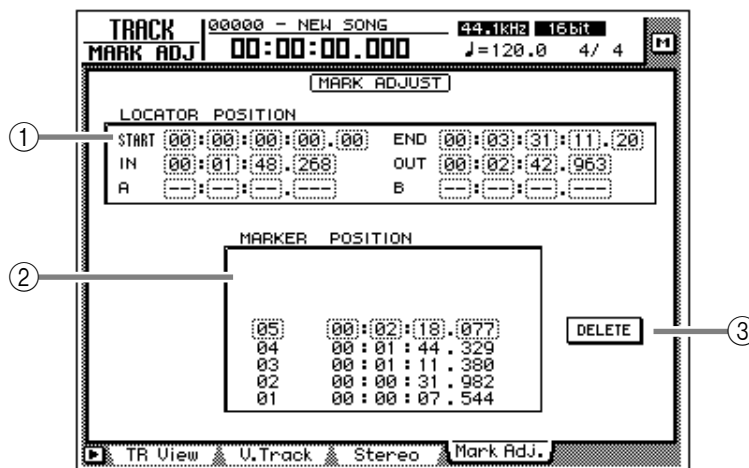 TRACK 00000 - NEW SONG 44.1kHz 16bit
MARK ADJ 00:00:00.000 ♩=120.0 4/ 4 M
MARK ADJUST
LOCATOR POSITION
① START 00:00:00:00.00 END 00:03:31:11.20
IN 00:01:48.268 OUT 00:02:42.963
A --:--:--.--- B --:--:--.---
MARKER POSITION
②
05 00:02:18.077 DELETE ③
04 00:01:44.329
03 00:01:11.380
02 00:00:31.982
01 00:00:07.544
TR View V.Track Stereo Mark Adj.